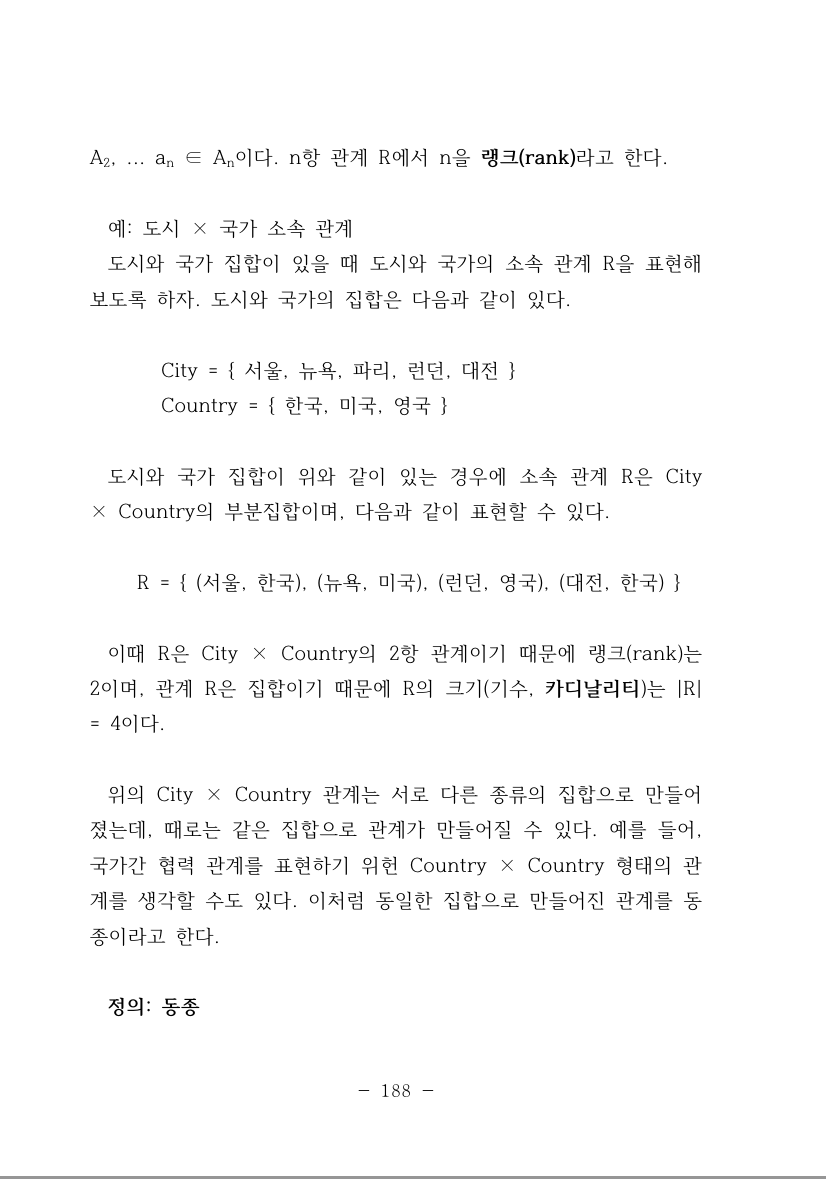 A₂, … aₙ ∈ Aₙ이다. n항 관계 R에서 n을 랭크(rank)라고 한다.
예: 도시 × 국가 소속 관계
도시와 국가 집합이 있을 때 도시와 국가의 소속 관계 R을 표현해
보도록 하자. 도시와 국가의 집합은 다음과 같이 있다.
City = { 서울, 뉴욕, 파리, 런던, 대전 }
Country = { 한국, 미국, 영국 }
도시와 국가 집합이 위와 같이 있는 경우에 소속 관계 R은 City
× Country의 부분집합이며, 다음과 같이 표현할 수 있다.
R = { (서울, 한국), (뉴욕, 미국), (런던, 영국), (대전, 한국) }
이때 R은 City × Country의 2항 관계이기 때문에 랭크(rank)는
2이며, 관계 R은 집합이기 때문에 R의 크기(기수, 카디날리티)는 |R|
= 4이다.
위의 City × Country 관계는 서로 다른 종류의 집합으로 만들어
졌는데, 때로는 같은 집합으로 관계가 만들어질 수 있다. 예를 들어,
국가간 협력 관계를 표현하기 위헌 Country × Country 형태의 관
계를 생각할 수도 있다. 이처럼 동일한 집합으로 만들어진 관계를 동
종이라고 한다.
정의: 동종
- 188 -